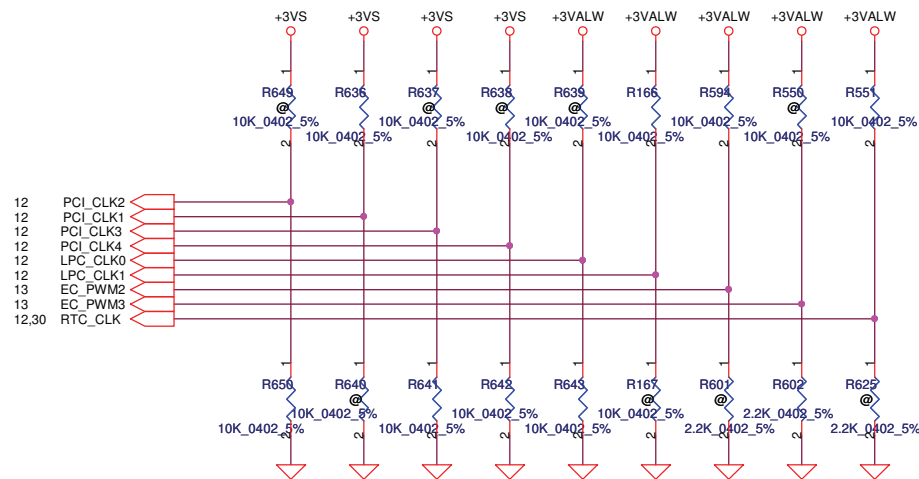 +3VS +3VS +3VS +3VS +3VALW +3VALW +3VALW +3VALW +3VALW
1 1 1 1 1 1 1 1 1
R649 R636 R637 R638 R639 R166 R594 R550 R551
@ @ @ @ @
10K_0402_5% 10K_0402_5% 10K_0402_5% 10K_0402_5% 10K_0402_5%
10K_0402_5% 10K_0402_5% 10K_0402_5% 10K_0402_5%
2 2 2 2 2 2 2 2 2
12 PCI_CLK2
12 PCI_CLK1
12 PCI_CLK3
12 PCI_CLK4
12 LPC_CLK0
12 LPC_CLK1
13 EC_PWM2
13 EC_PWM3
12,30 RTC_CLK
1 1 1 1 1 1 1 1 1
R650 R640 R641 R642 R643 R167 R601 R602 R625
@ @ @ @
10K_0402_5% 10K_0402_5% 10K_0402_5% 2.2K_0402_5%
10K_0402_5% 10K_0402_5% 10K_0402_5% 2.2K_0402_5% 2.2K_0402_5%
2 2 2 2 2 2 2 2 2